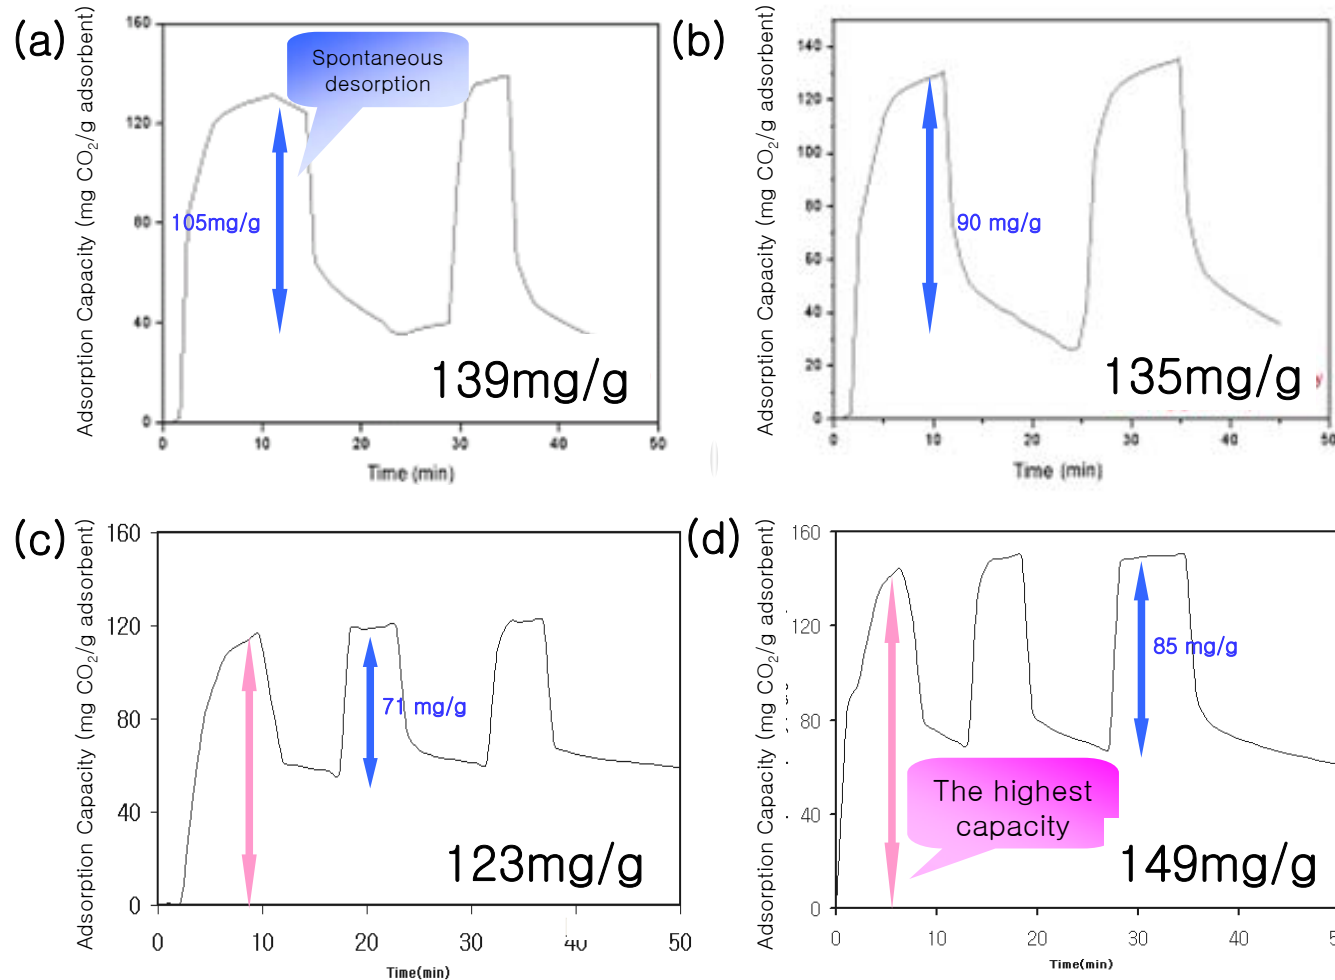 (a)
Adsorption Capacity (mg CO₂/g adsorbent)
160
120
80
40
0
Spontaneous
desorption
105mg/g
139mg/g
0 10 20 30 40 50
Time (min)
(b)
Adsorption Capacity (mg CO₂/g adsorbent)
140
120
100
80
60
40
20
0
90 mg/g
135mg/g
y
0 10 20 30 40 50
Time (min)
(c)
Adsorption Capacity (mg CO₂/g adsorbent)
160
120
80
40
0
71 mg/g
123mg/g
0 10 20 30 40 50
Time(min)
(d)
Adsorption Capacity (mg CO₂/g adsorbent)
160
120
80
40
0
85 mg/g
The highest
capacity
149mg/g
0 10 20 30 40 50
Time(min)